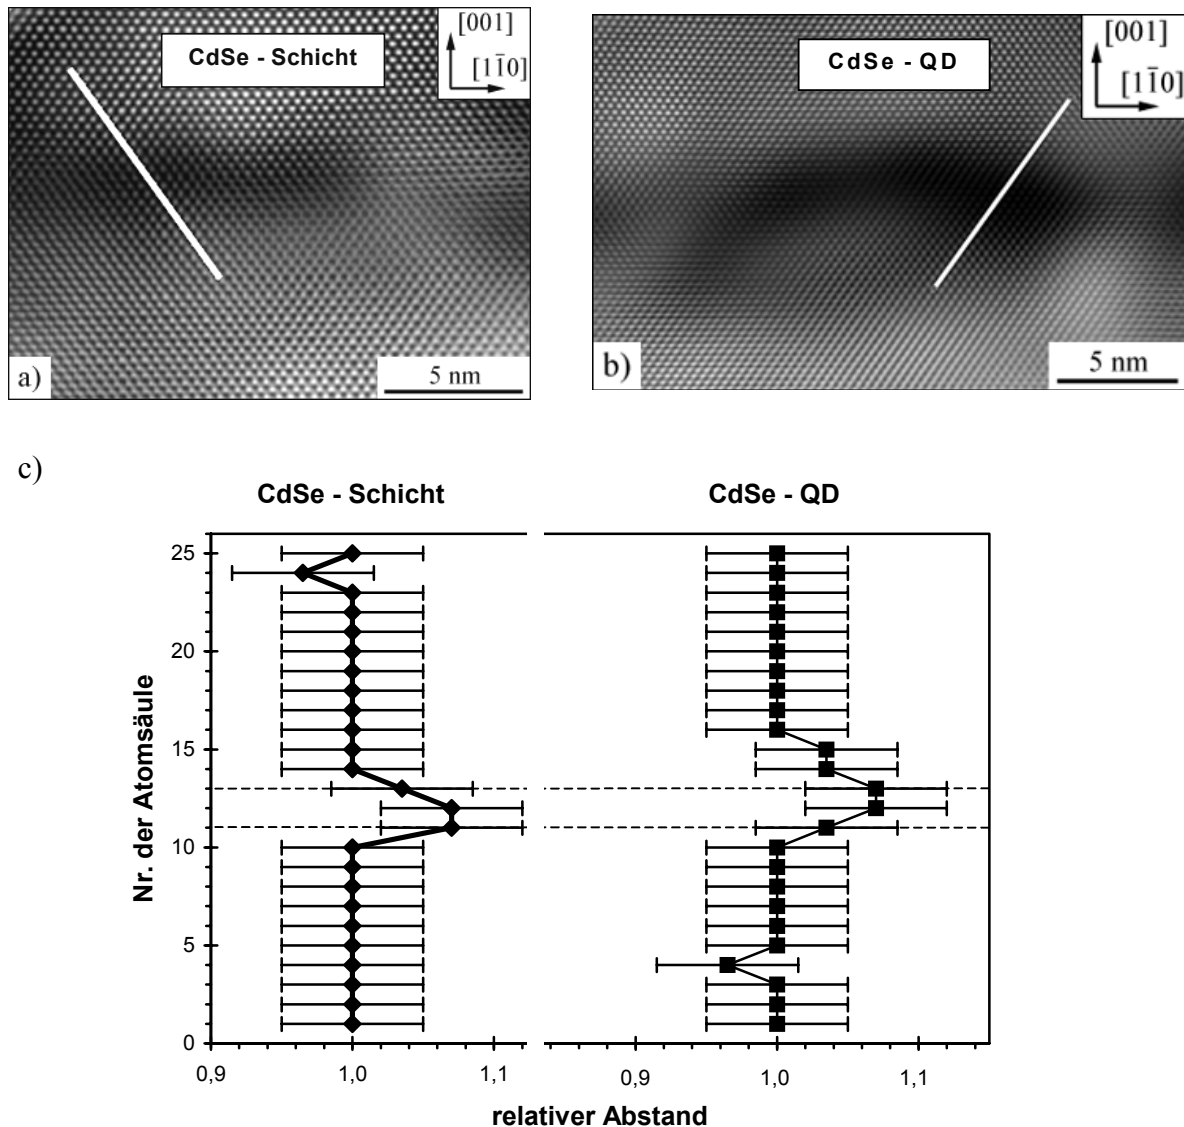 CdSe - Schicht
[001]
[11̅0]
a)
5 nm
CdSe - QD
[001]
[11̅0]
b)
5 nm
c)
CdSe - Schicht
CdSe - QD
Nr. der Atomsäule
25
20
15
10
5
0
0,9
1,0
1,1
0,9
1,0
1,1
relativer Abstand